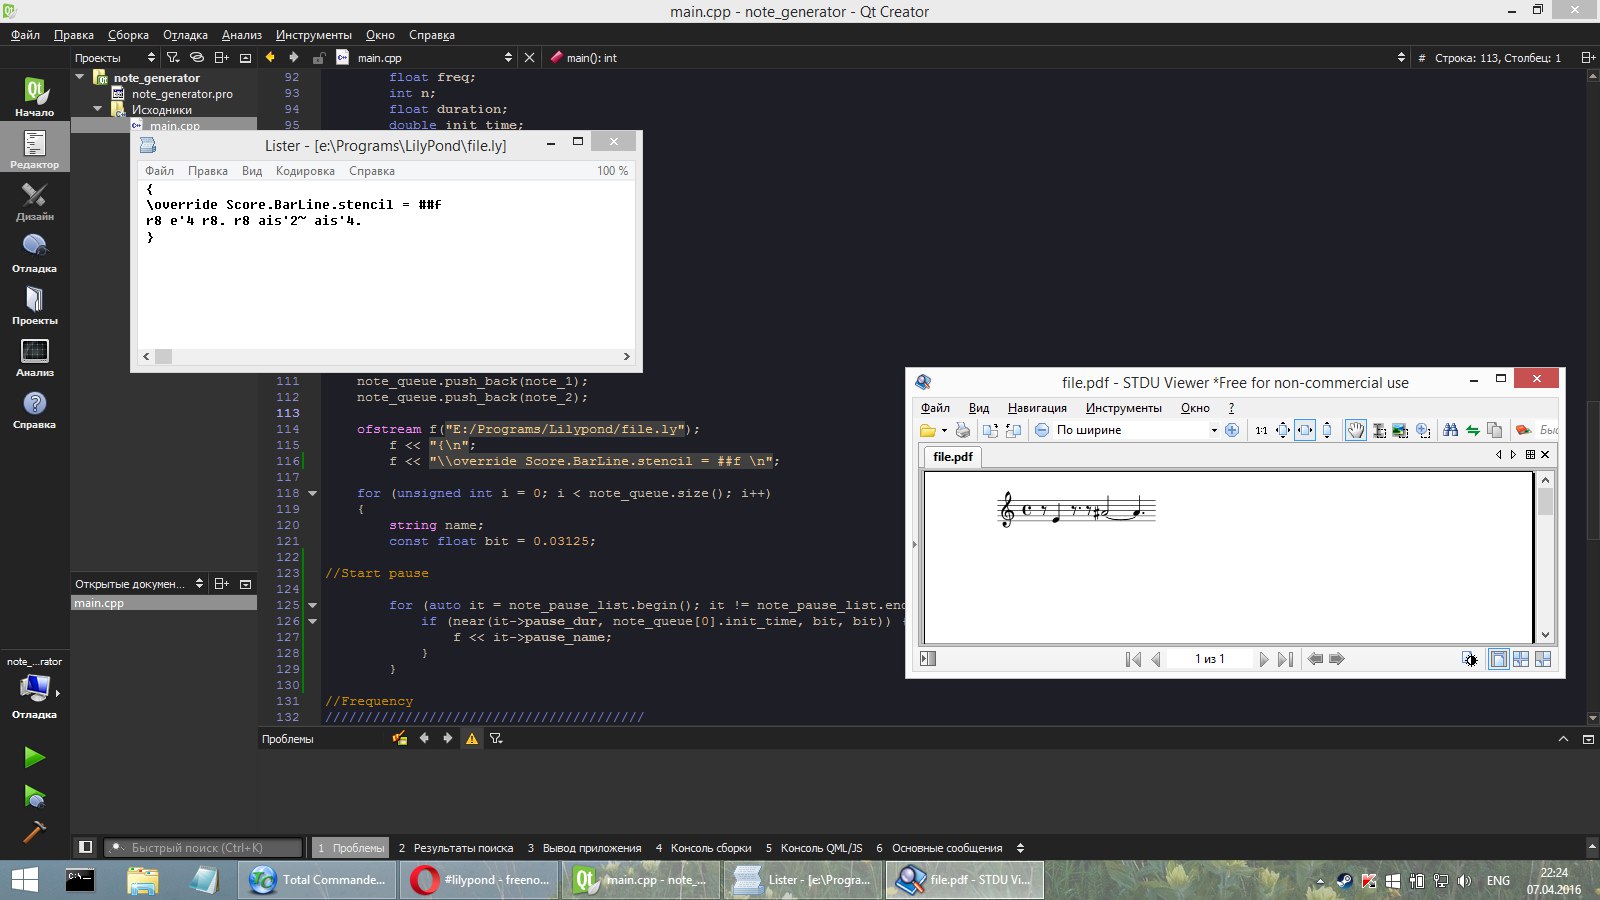 main.cpp - note_generator - Qt Creator
Файл Правка Сборка Отладка Анализ Инструменты Окно Справка
Проекты main.cpp main(): int # Строка: 113, Столбец: 1
note_generator
note_generator.pro
Исходники
main.cpp
Начало
Редактор
Дизайн
Отладка
Проекты
Анализ
Справка
92 float freq;
93 int n;
94 float duration;
95 double init_time;
Lister - [e:\Programs\LilyPond\file.ly]
Файл Правка Вид Кодировка Справка 100 %
{
\override Score.BarLine.stencil = ##f
r8 e'4 r8. r8 ais'2~ ais'4.
}
111 note_queue.push_back(note_1);
112 note_queue.push_back(note_2);
113
114 ofstream f("E:/Programs/Lilypond/file.ly");
115 f << "{\n";
116 f << "\\override Score.BarLine.stencil = ##f \n";
117
118 for (unsigned int i = 0; i < note_queue.size(); i++)
119 {
120 string name;
121 const float bit = 0.03125;
122
123 //Start pause
124
125 for (auto it = note_pause_list.begin(); it != note_pause_list.end
126 if (near(it->pause_dur, note_queue[0].init_time, bit, bit)) {
127 f << it->pause_name;
128 }
129 }
130
131 //Frequency
132 ////////////////////////////////////////
file.pdf - STDU Viewer *Free for non-commercial use
Файл Вид Навигация Инструменты Окно ?
По ширине 1:1 Быс
file.pdf
1 из 1
Открытые докумен...
main.cpp
note_...rator
Отладка
Проблемы
Быстрый поиск (Ctrl+K) 1 Проблемы 2 Результаты поиска 3 Вывод приложения 4 Консоль сборки 5 Консоль QML/JS 6 Основные сообщения
Total Commande... #lilypond - freeno... main.cpp - note_... Lister - [e:\Progra... file.pdf - STDU Vi... ENG 22:24
07.04.2016